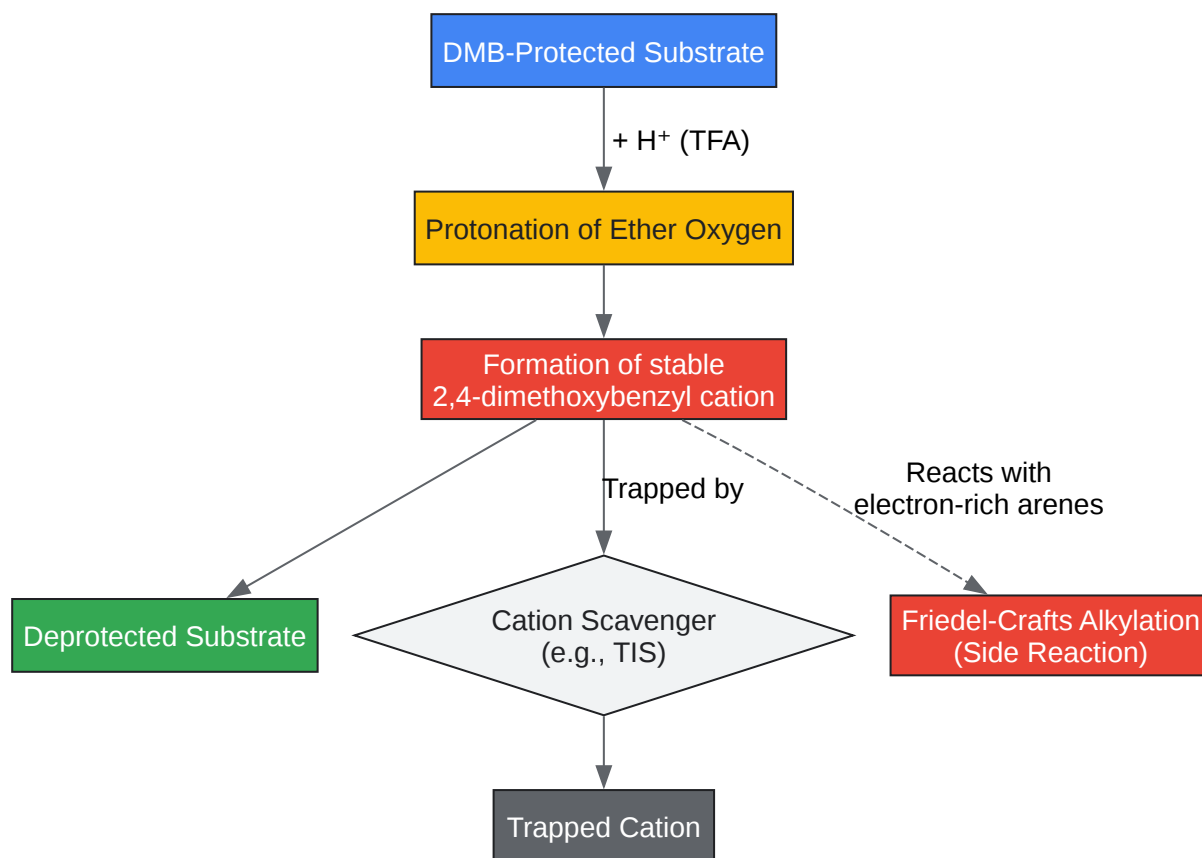 DMB-Protected Substrate
+ H⁺ (TFA)
Protonation of Ether Oxygen
Formation of stable
2,4-dimethoxybenzyl cation
Trapped by
Reacts with
electron-rich arenes
Deprotected Substrate
Cation Scavenger
(e.g., TIS)
Friedel-Crafts Alkylation
(Side Reaction)
Trapped Cation